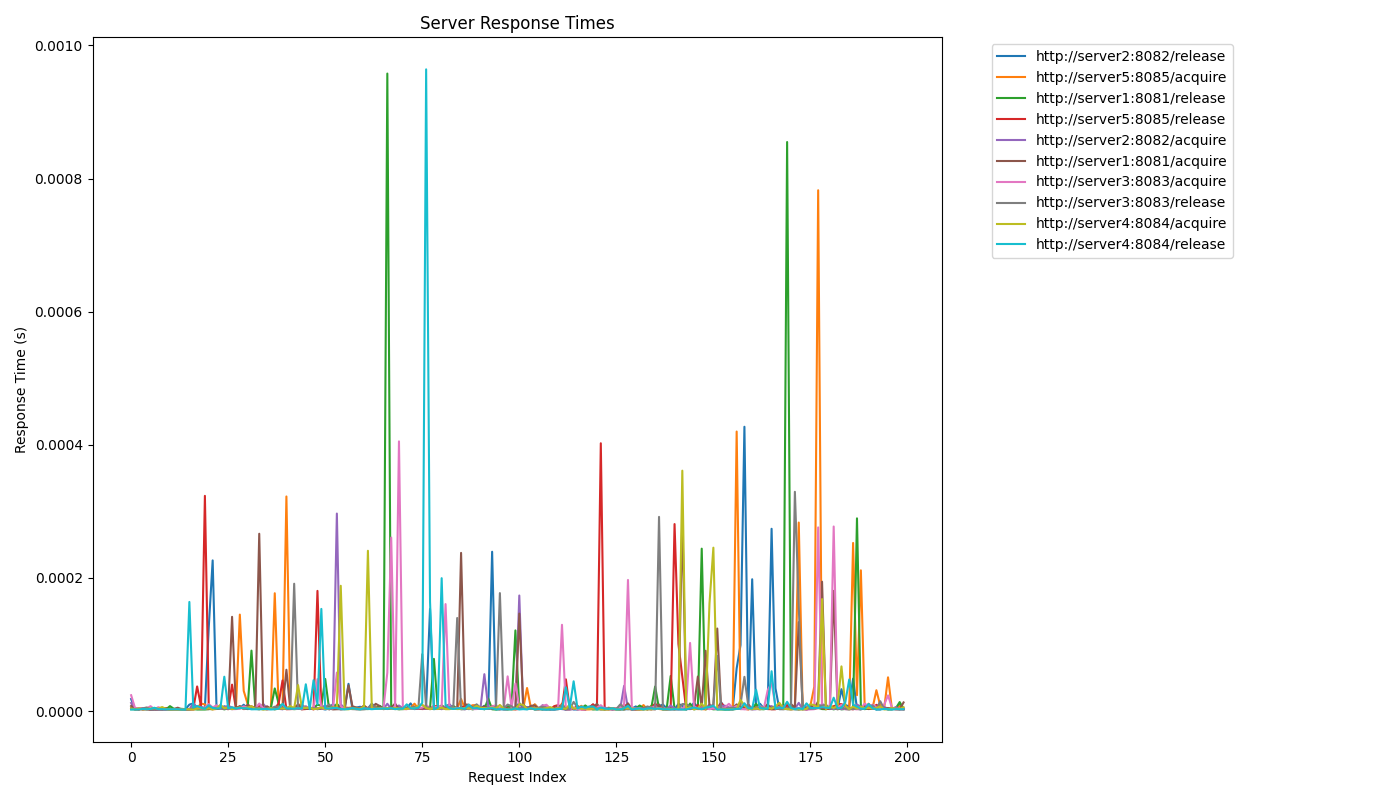 Server Response Times
0.0010
0.0008
0.0006
0.0004
0.0002
0.0000
Response Time (s)
0 25 50 75 100 125 150 175 200
Request Index
http://server2:8082/release
http://server5:8085/acquire
http://server1:8081/release
http://server5:8085/release
http://server2:8082/acquire
http://server1:8081/acquire
http://server3:8083/acquire
http://server3:8083/release
http://server4:8084/acquire
http://server4:8084/release